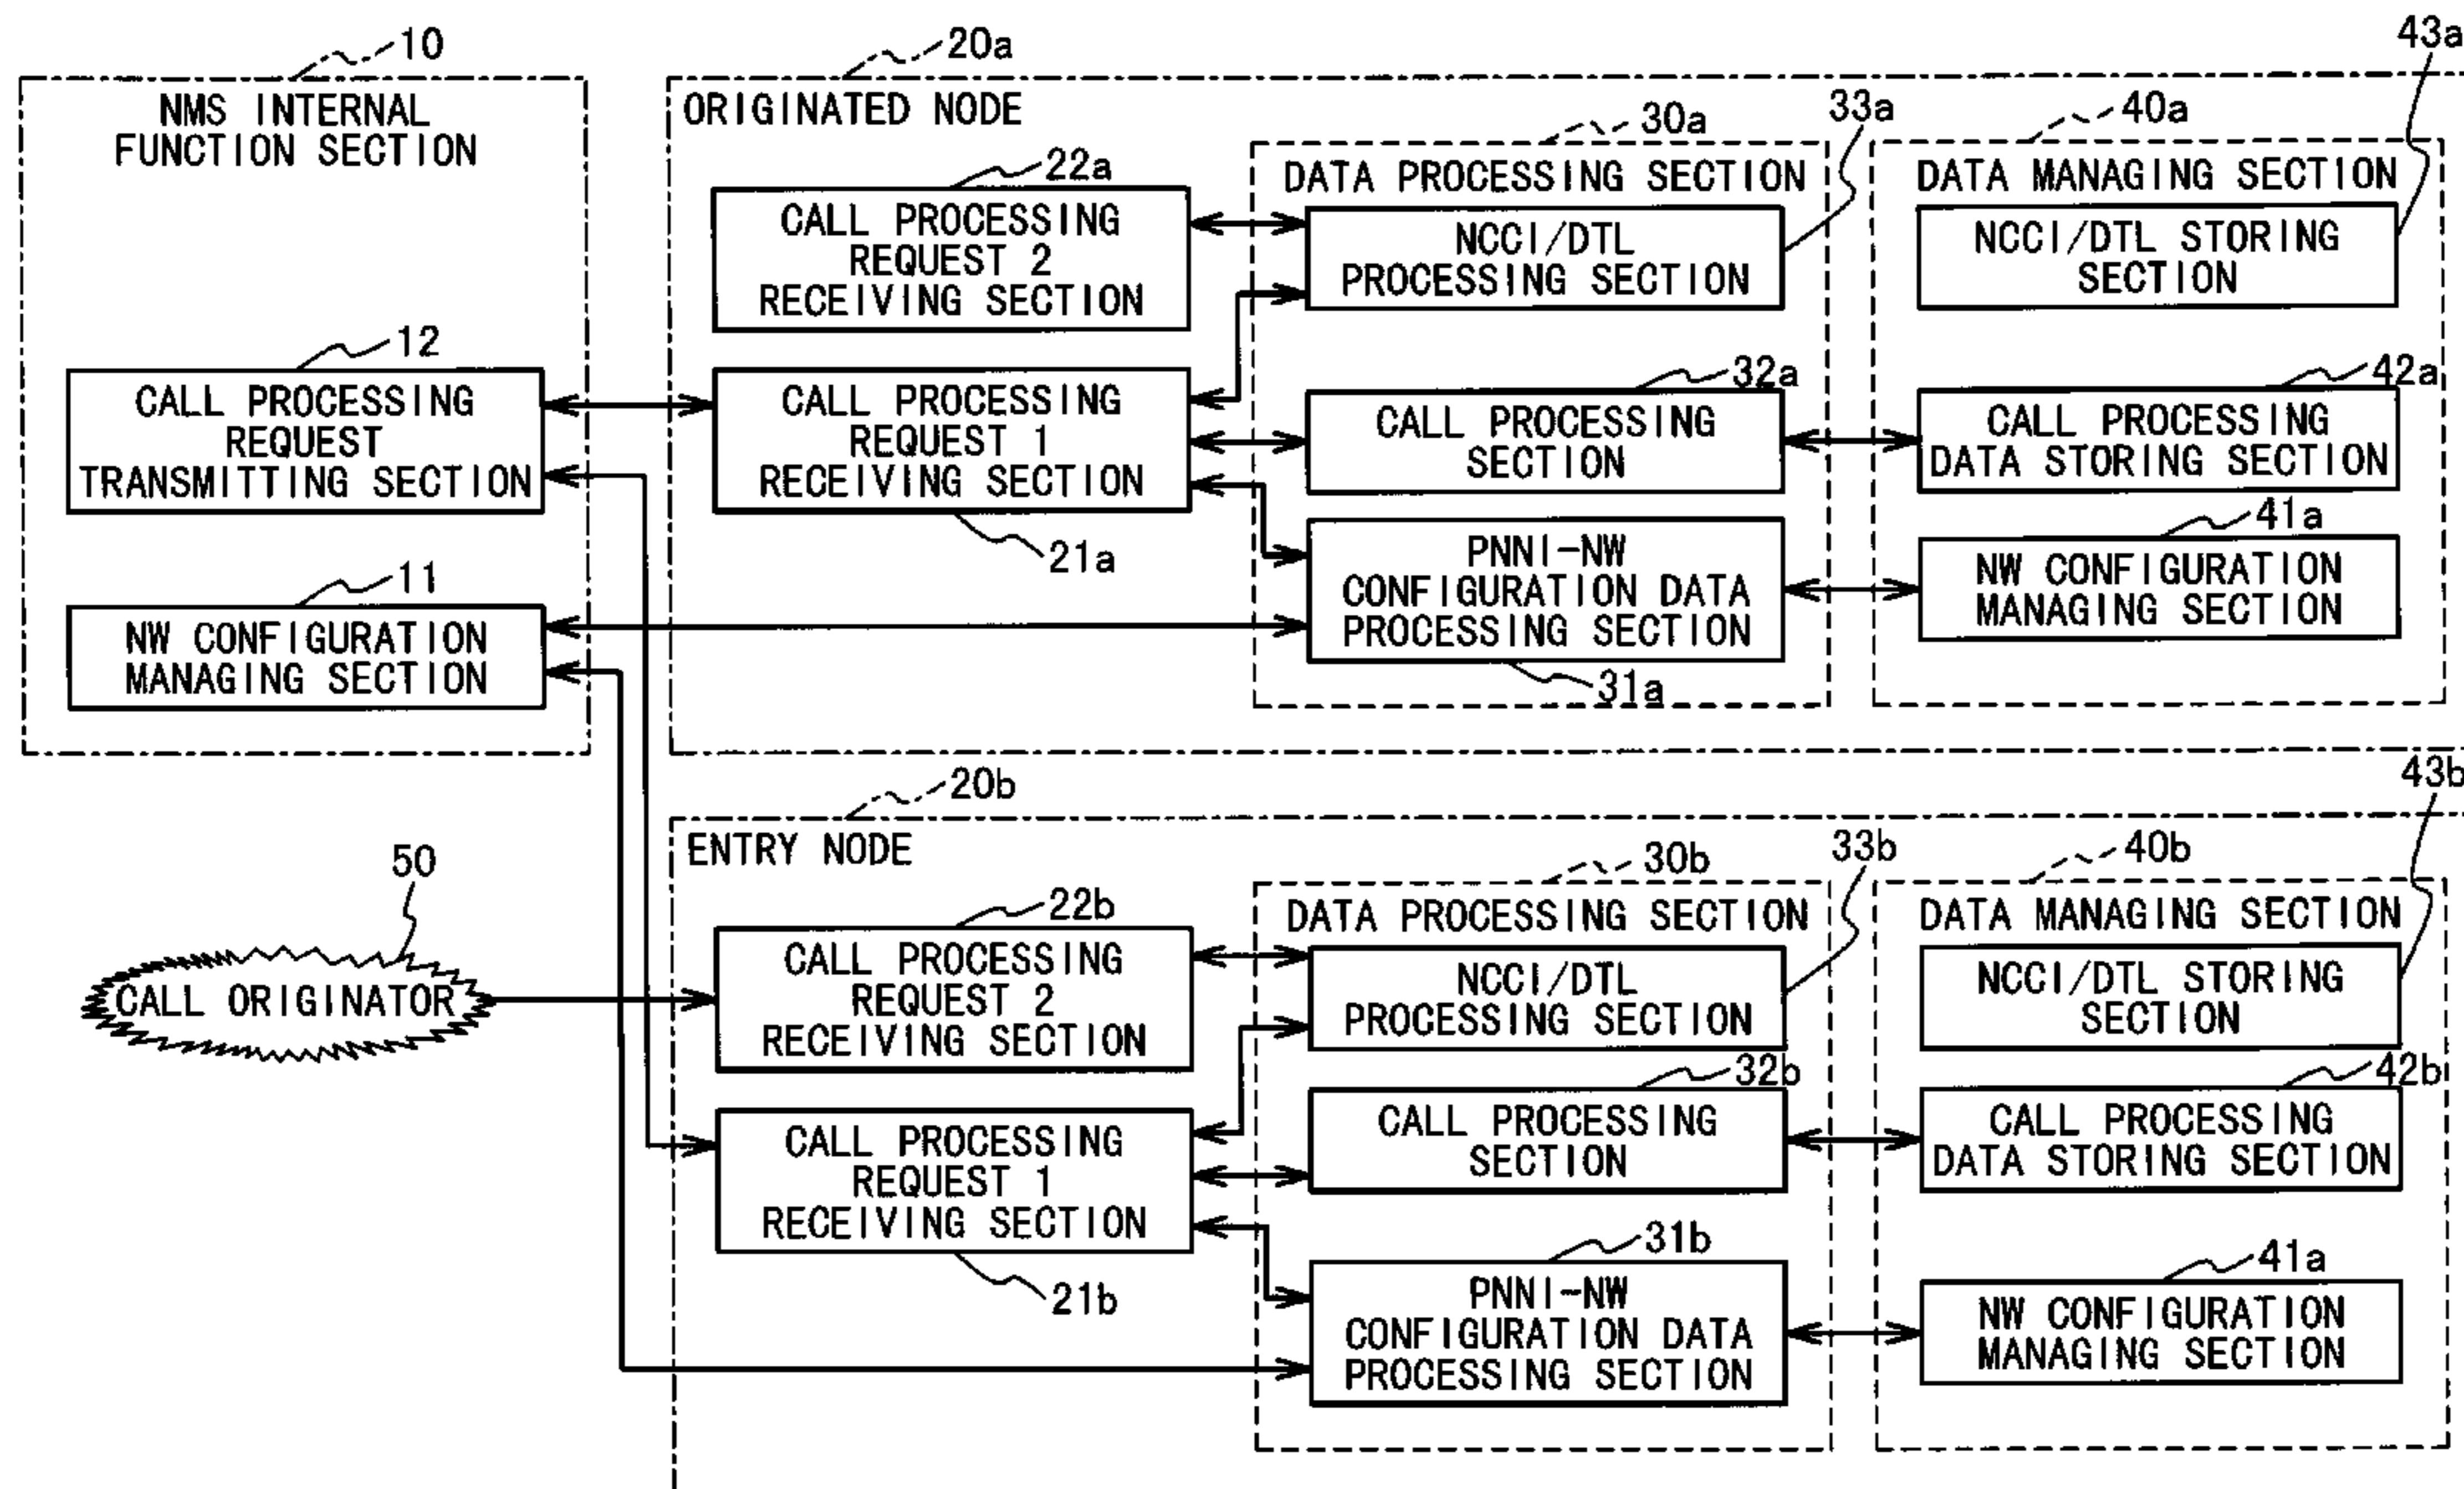 10
NMS INTERNAL
FUNCTION SECTION
12
CALL PROCESSING
REQUEST
TRANSMITTING SECTION
11
NW CONFIGURATION
MANAGING SECTION
20a
ORIGINATED NODE
22a
CALL PROCESSING
REQUEST 2
RECEIVING SECTION
CALL PROCESSING
REQUEST 1
RECEIVING SECTION
21a
30a
DATA PROCESSING SECTION
33a
NCCI/DTL
PROCESSING SECTION
32a
CALL PROCESSING
SECTION
PNNI-NW
CONFIGURATION DATA
PROCESSING SECTION
31a
40a
43a
DATA MANAGING SECTION
NCCI/DTL STORING
SECTION
42a
CALL PROCESSING
DATA STORING SECTION
41a
NW CONFIGURATION
MANAGING SECTION
50
CALL ORIGINATOR
20b
ENTRY NODE
22b
CALL PROCESSING
REQUEST 2
RECEIVING SECTION
CALL PROCESSING
REQUEST 1
RECEIVING SECTION
21b
30b
DATA PROCESSING SECTION
33b
NCCI/DTL
PROCESSING SECTION
32b
CALL PROCESSING
SECTION
31b
PNNI-NW
CONFIGURATION DATA
PROCESSING SECTION
40b
43b
DATA MANAGING SECTION
NCCI/DTL STORING
SECTION
42b
CALL PROCESSING
DATA STORING SECTION
41a
NW CONFIGURATION
MANAGING SECTION